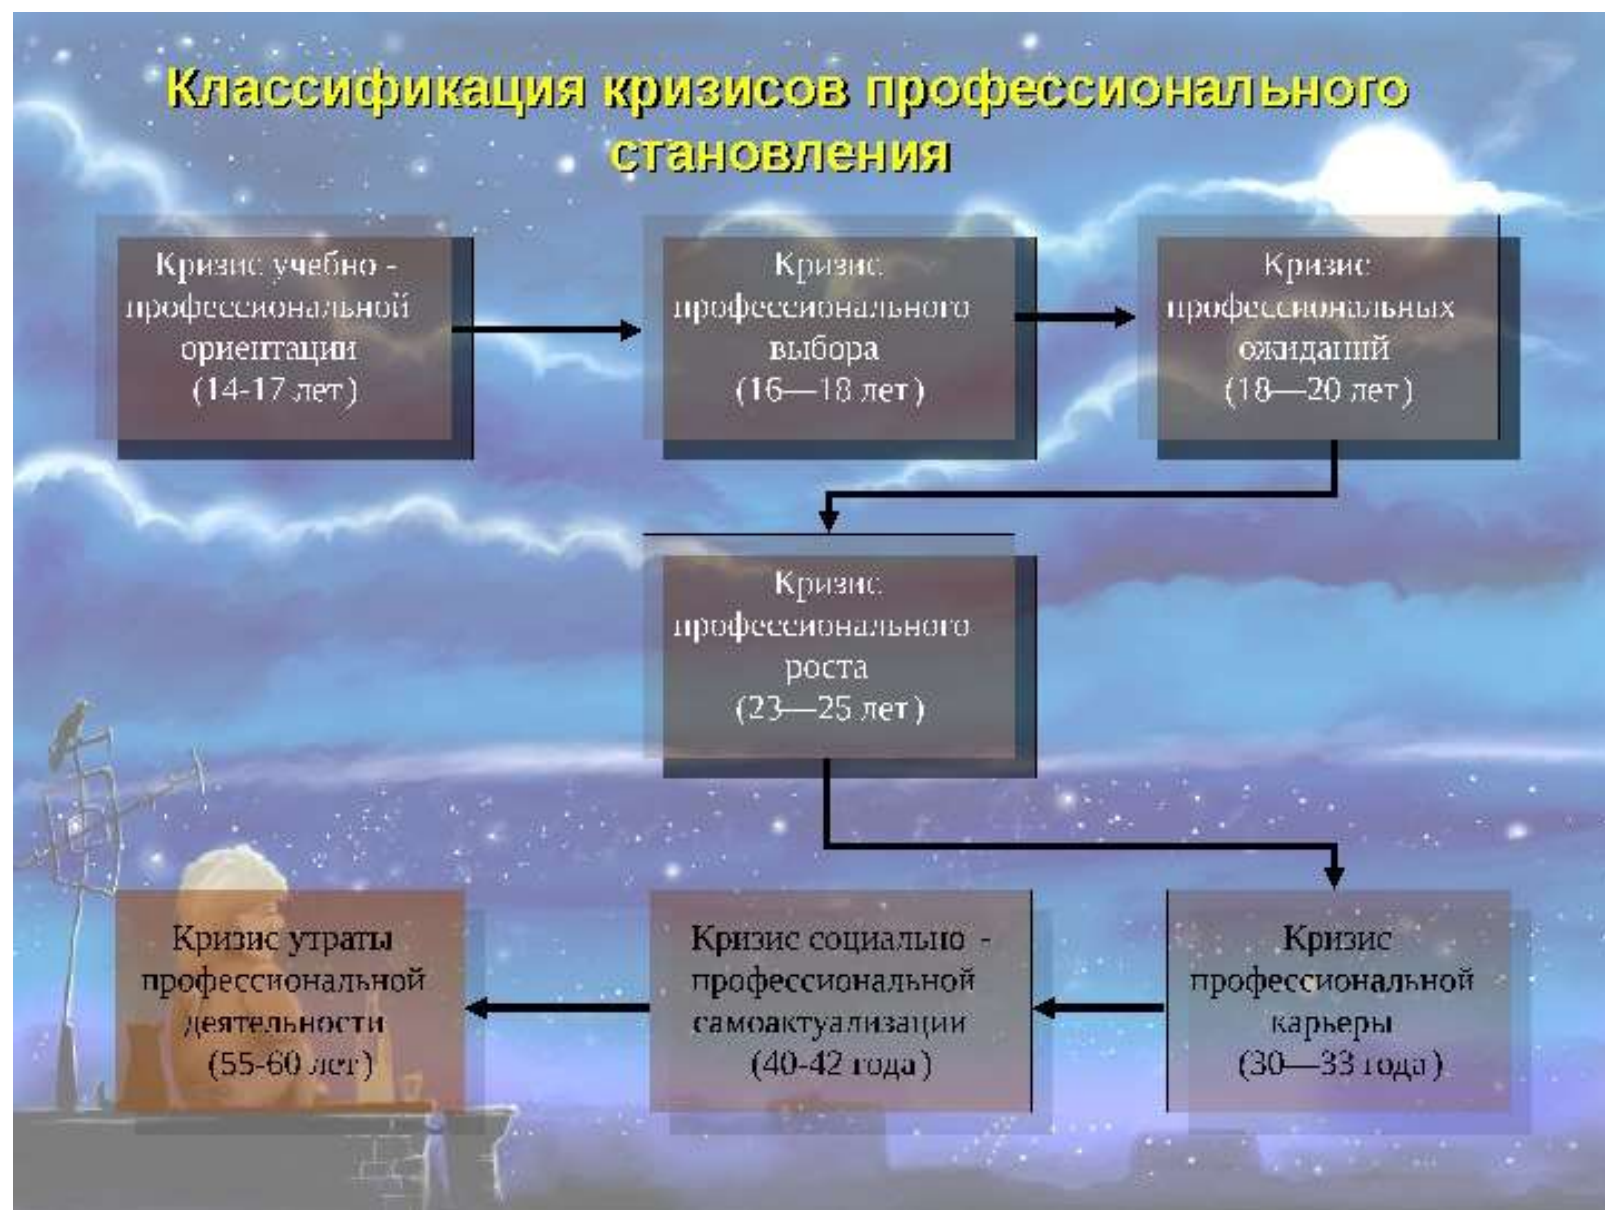 Классификация кризисов профессионального
становления
Кризис учебно -
профессиональной
ориентации
(14-17 лет)
Кризис
профессионального
выбора
(16—18 лет)
Кризис
профессиональных
ожиданий
(18—20 лет)
Кризис
профессионального
роста
(23—25 лет)
Кризис
профессиональной
карьеры
(30—33 года)
Кризис социально -
профессиональной
самоактуализации
(40-42 года)
Кризис утраты
профессиональной
деятельности
(55-60 лет)